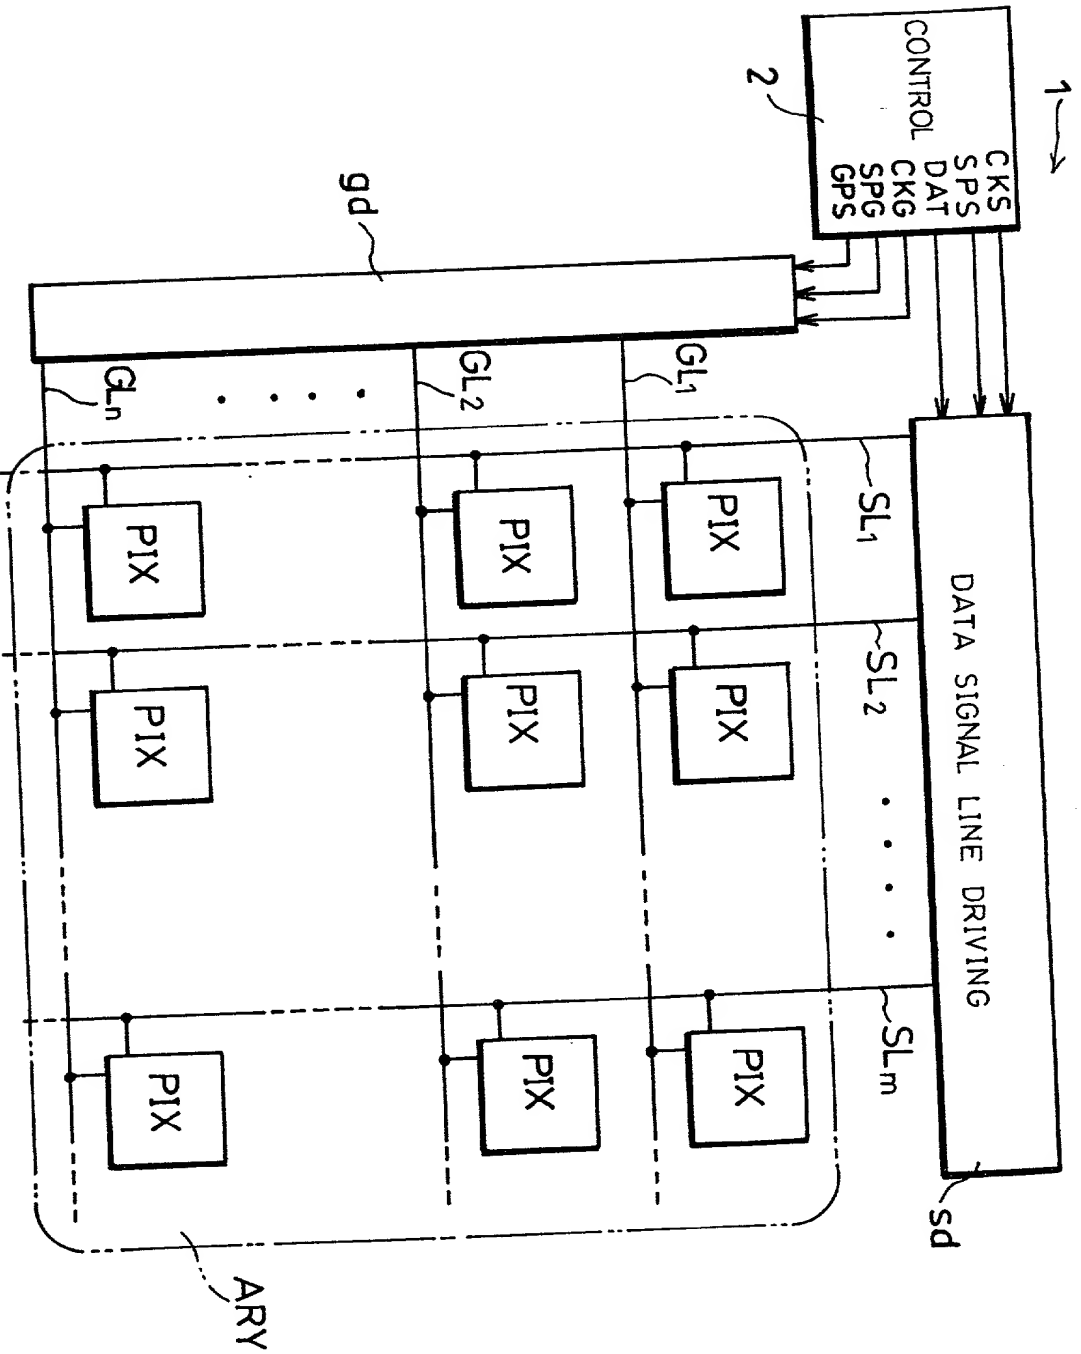 1
CONTROL
CKS
SPS
DAT
CKG
SPG
GPS
2
DATA SIGNAL LINE DRIVING
sd
gd
SL1
SL2
SLm
GL1
PIX
PIX
PIX
GL2
PIX
PIX
PIX
GLn
PIX
PIX
PIX
ARY